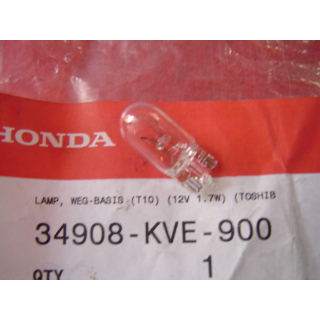 HONDA
LAMP, WEG-BASIS (T10) (12V 1.7W) (TOSHIB
34908-KVE-900
QTY 1